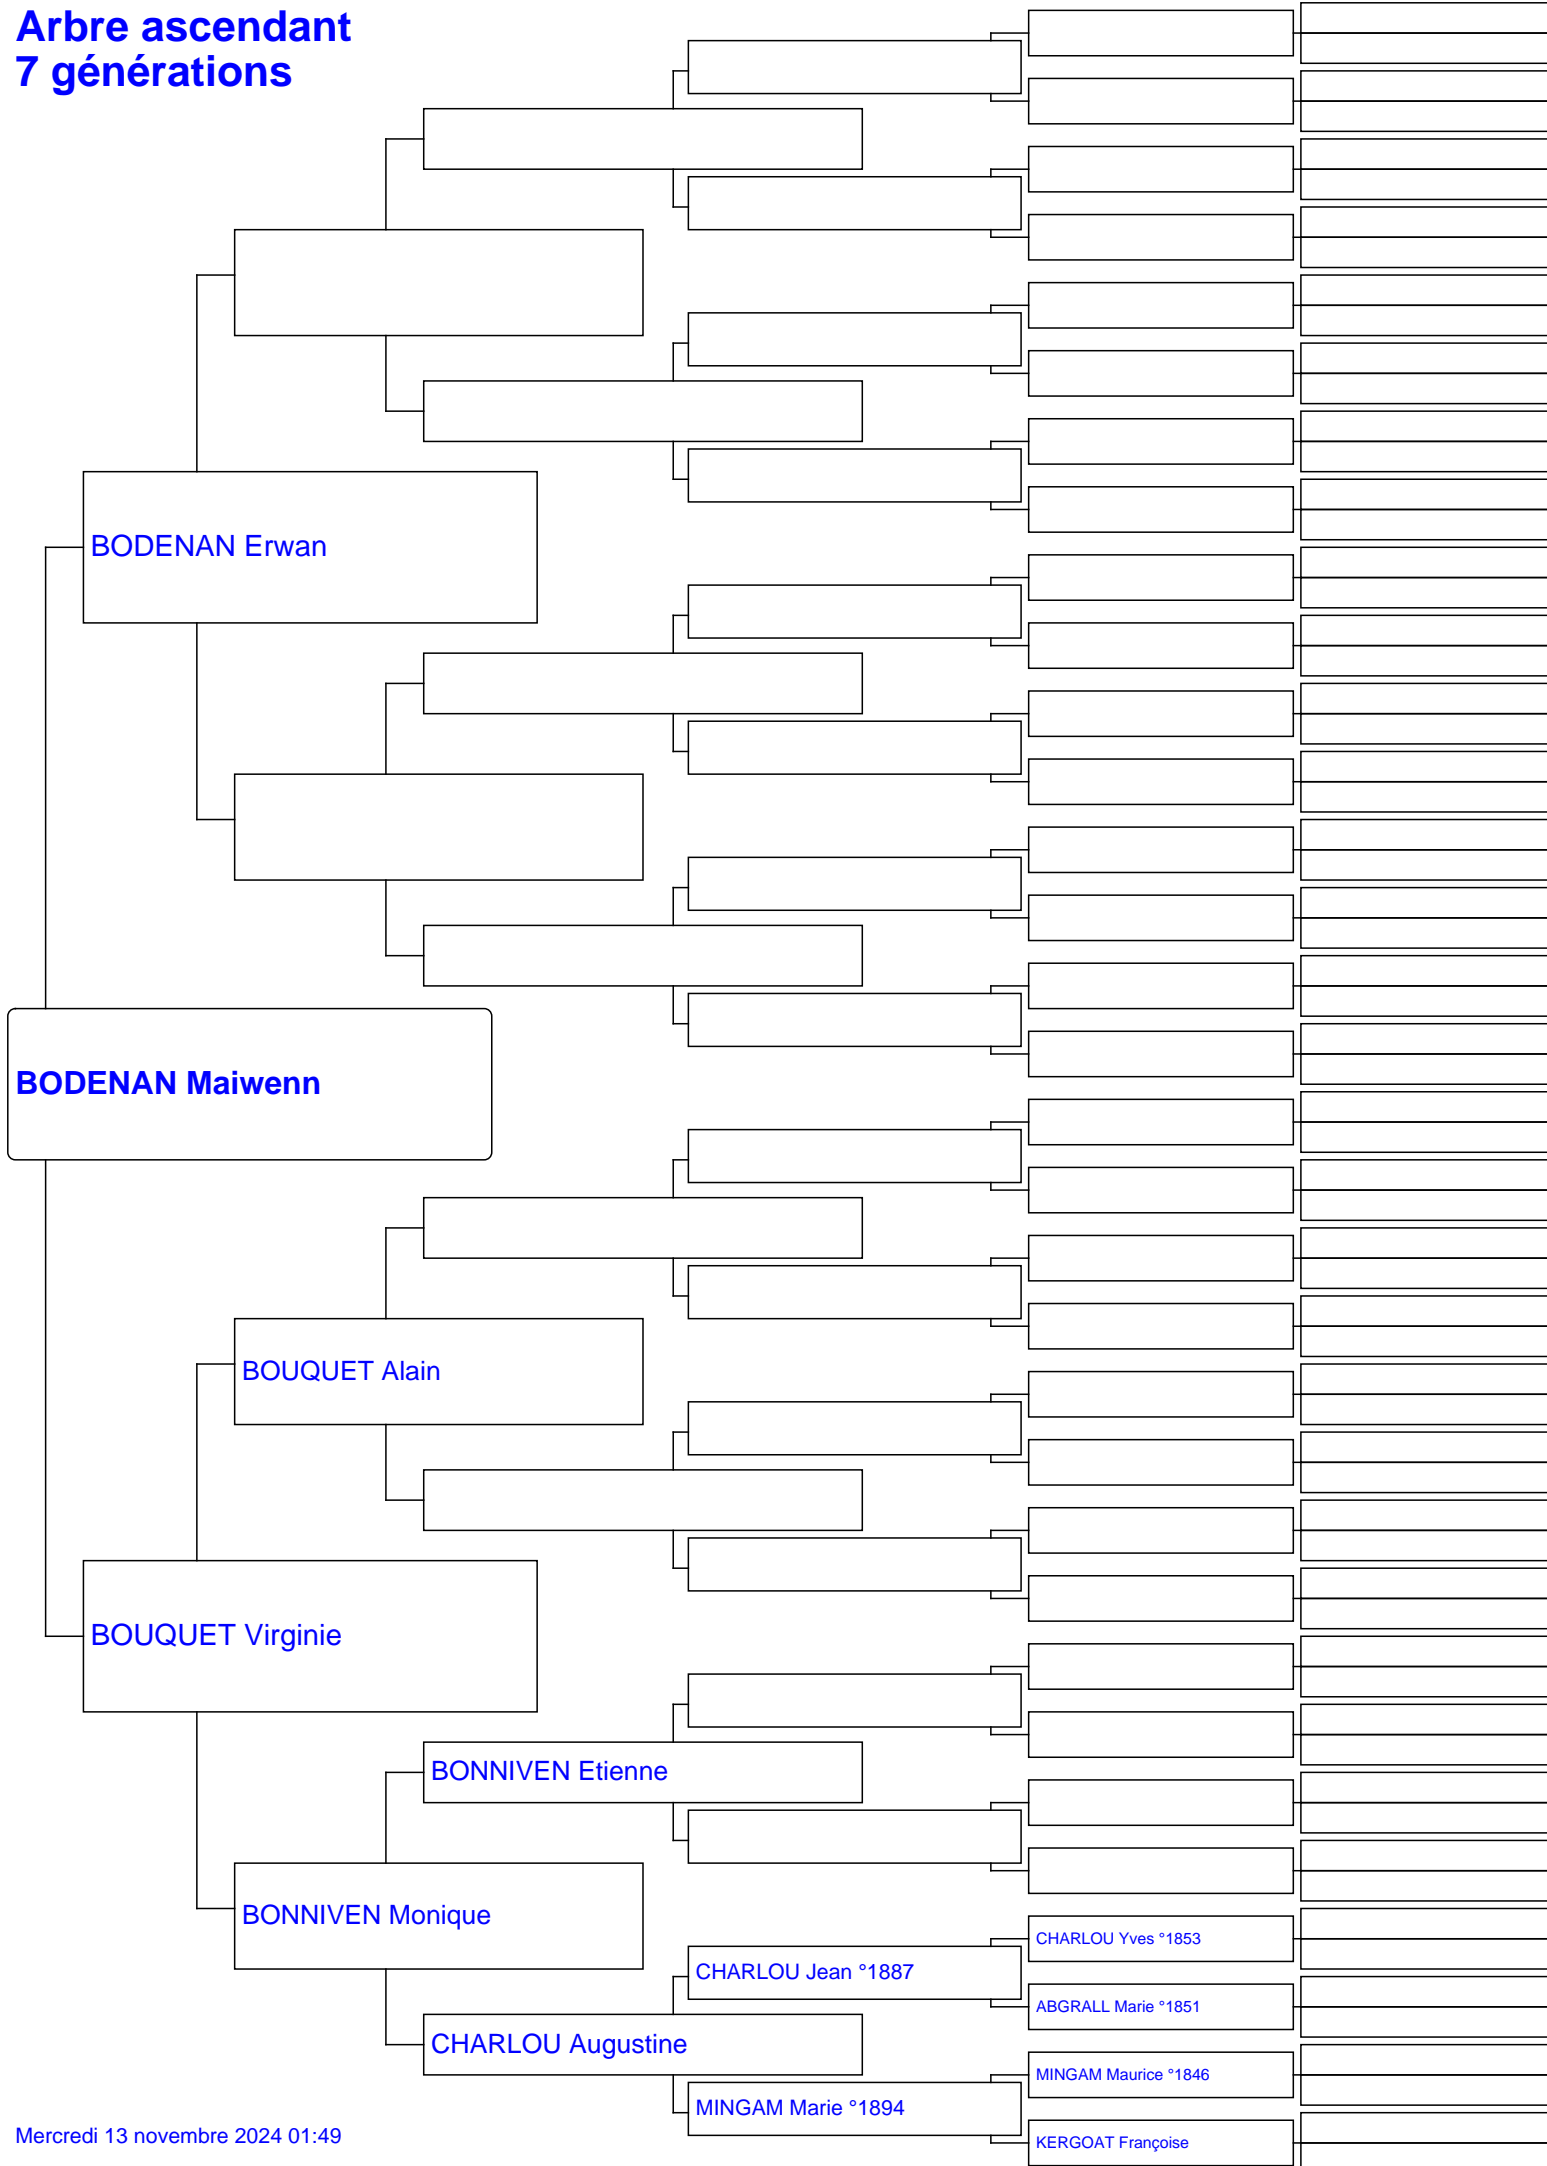 Arbre ascendant
7 générations
BODENAN Erwan
BODENAN Maiwenn
BOUQUET Alain
BOUQUET Virginie
BONNIVEN Etienne
BONNIVEN Monique
CHARLOU Yves °1853
CHARLOU Jean °1887
ABGRALL Marie °1851
CHARLOU Augustine
MINGAM Maurice °1846
MINGAM Marie °1894
KERGOAT Françoise
Mercredi 13 novembre 2024 01:49